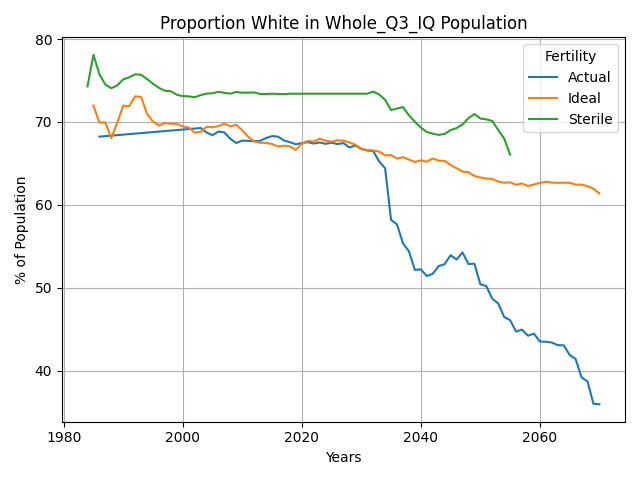 Proportion White in Whole_Q3_IQ Population
% of Population
80
70
60
50
40
1980
2000
2020
2040
2060
Years
Fertility
Actual
Ideal
Sterile